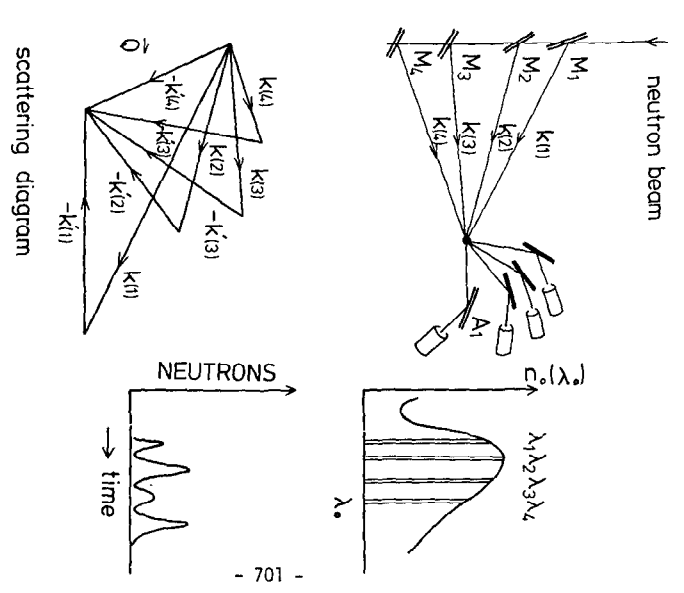 neutron beam
M₁
M₂
M₃
M₄
k(1)
k(2)
k(3)
k(4)
A₁
k(4)
k(3)
k(2)
k(1)
-k'(4)
-k'(3)
-k'(2)
-k'(3)
-k'(1)
Q
scattering diagram
n₀(λ₀)
λ₁λ₂λ₃λ₄
λ₀
NEUTRONS
→ time
- 701 -